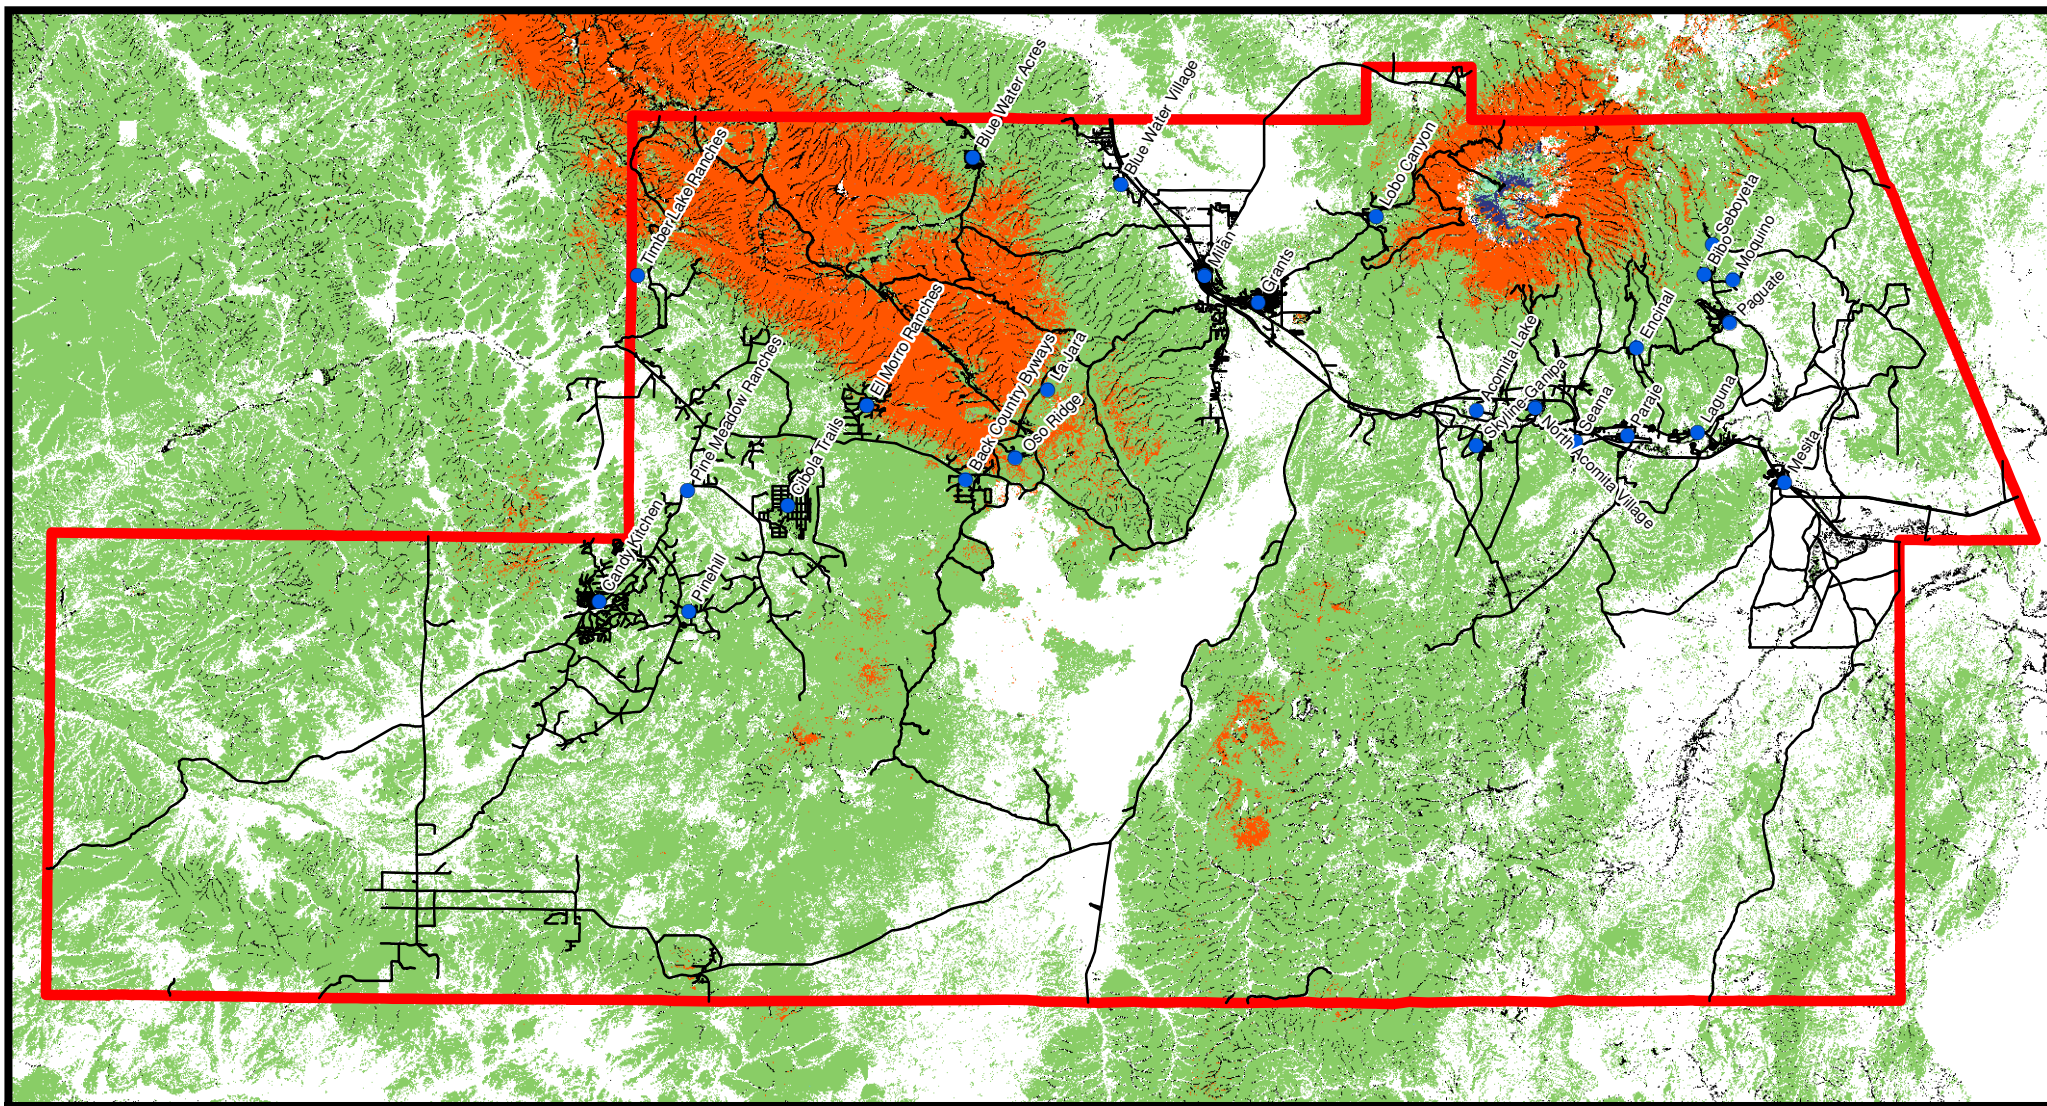 Blue Water Acres
Blue Water Village
Timber Lake Ranches
Lobo Canyon
Bibo Seboyeta
Moquino
Milan
Grants
Paguate
El Morro Ranches
Encinal
Pine Meadow Ranches
Back Country Byways
La Jara
Acomita Lake
Skyline-Ganipa
Oso Ridge
Cibola Trails
North Acomita Village
Seama
Paraje
Laguna
Mesita
Candy Kitchen
Pinehill